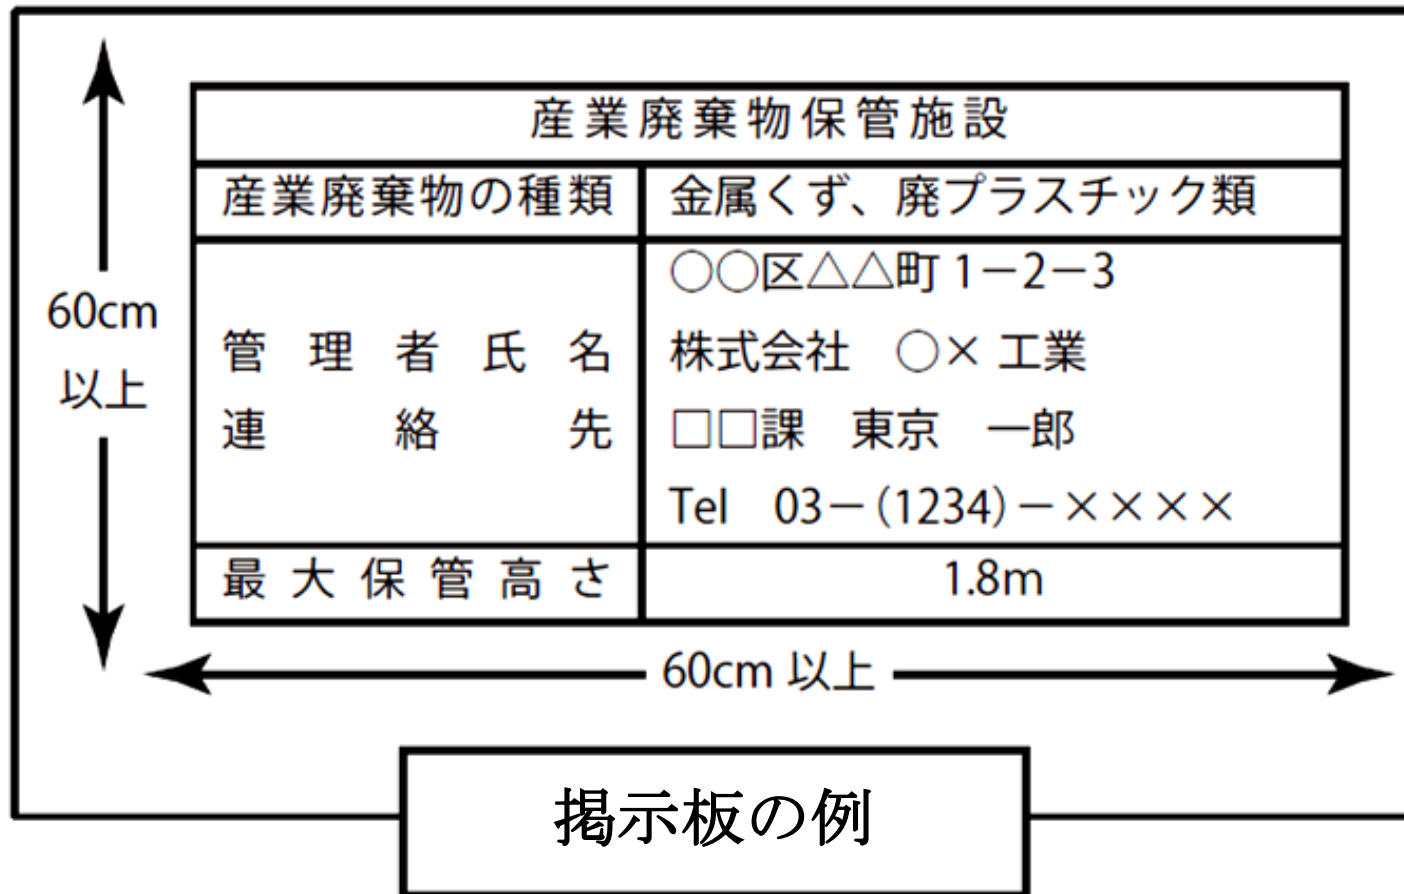 産業廃棄物保管施設
産業廃棄物の種類 金属くず、廃プラスチック類
管理者氏名
連絡先
○○区△△町 1－2－3
株式会社　○× 工業
□□課　東京　一郎
Tel　03－(1234)－××××
最大保管高さ 1.8m
60cm
以上
60cm 以上
掲示板の例